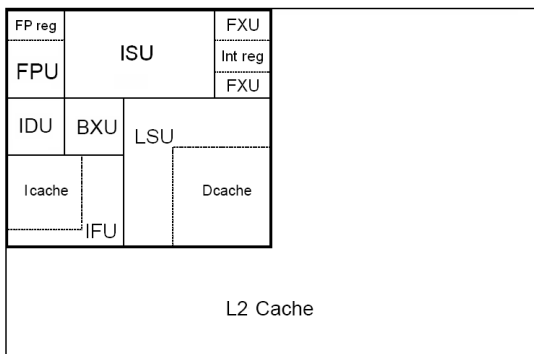 FP reg
FPU
ISU
FXU
Int reg
FXU
IDU
BXU
LSU
Icache
IFU
Dcache
L2 Cache